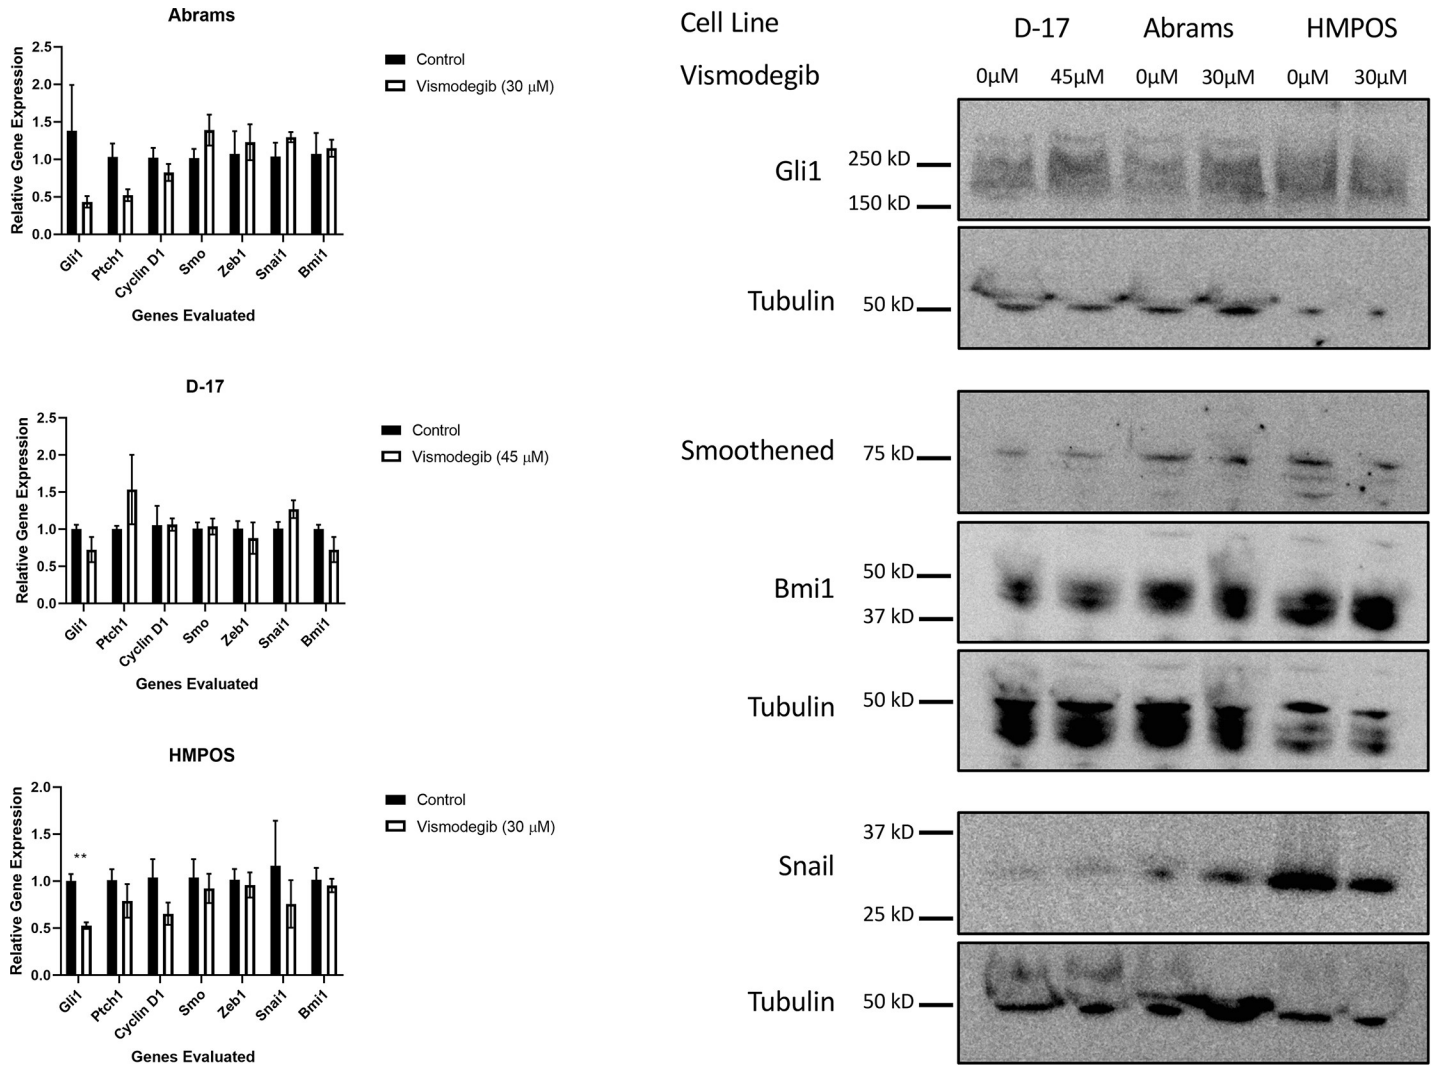 Abrams
Relative Gene Expression
2.5
2.0
1.5
1.0
0.5
0.0
Gli1
Ptch1
Cyclin D1
Smo
Zeb1
Snai1
Bmi1
Genes Evaluated
Control
Vismodegib (30 μM)
D-17
Relative Gene Expression
2.5
2.0
1.5
1.0
0.5
0.0
Gli1
Ptch1
Cyclin D1
Smo
Zeb1
Snai1
Bmi1
Genes Evaluated
Control
Vismodegib (45 μM)
HMPOS
Relative Gene Expression
2.0
1.5
1.0
0.5
0.0
**
Gli1
Ptch1
Cyclin D1
Smo
Zeb1
Snai1
Bmi1
Genes Evaluated
Control
Vismodegib (30 μM)
Cell Line D-17 Abrams HMPOS
Vismodegib 0μM 45μM 0μM 30μM 0μM 30μM
Gli1
250 kD
150 kD
Tubulin
50 kD
Smoothened
75 kD
Bmi1
50 kD
37 kD
Tubulin
50 kD
Snail
37 kD
25 kD
Tubulin
50 kD